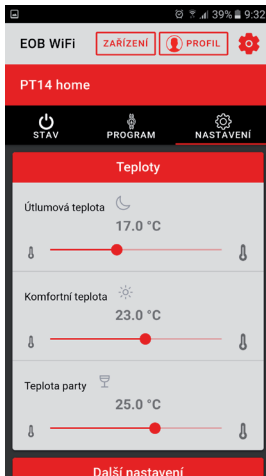 39% 9:32
EOB WiFi ZAŘÍZENÍ PROFIL
PT14 home
STAV PROGRAM NASTAVENÍ
Teploty
Útlumová teplota
17.0 °C
Komfortní teplota
23.0 °C
Teplota party
25.0 °C
Další nastavení